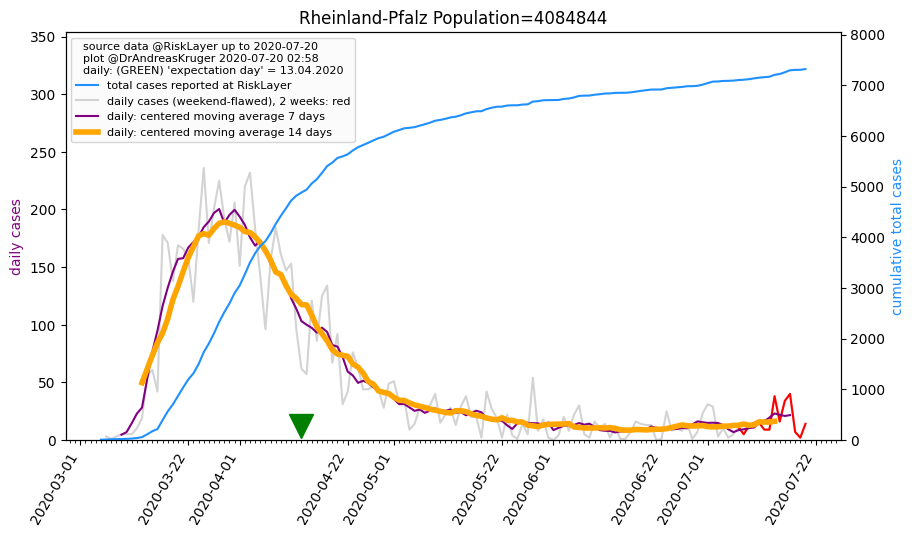 Rheinland-Pfalz Population=4084844
source data @RiskLayer up to 2020-07-20
plot @DrAndreasKruger 2020-07-20 02:58
daily: (GREEN) 'expectation day' = 13.04.2020
total cases reported at RiskLayer
daily cases (weekend-flawed), 2 weeks: red
daily: centered moving average 7 days
daily: centered moving average 14 days
daily cases
350
300
250
200
150
100
50
0
8000
7000
6000
5000
4000
3000
2000
1000
0
cumulative total cases
2020-03-01
2020-03-22
2020-04-01
2020-04-22
2020-05-01
2020-05-22
2020-06-01
2020-06-22
2020-07-01
2020-07-22